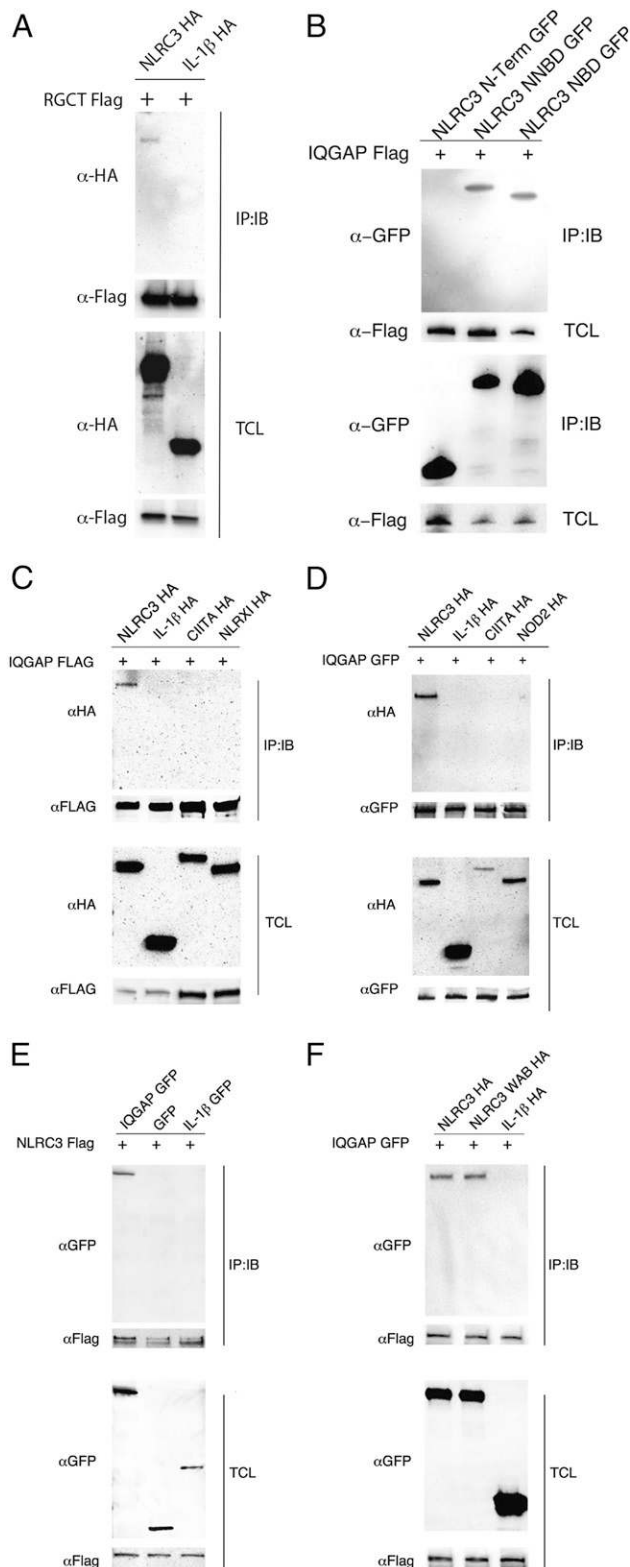 A
NLRC3 HA
IL-1β HA
RGCT Flag
+ +
α-HA
IP:IB
α-Flag
α-HA
TCL
α-Flag
B
NLRC3 N-Term GFP
NLRC3 NNBD GFP
NLRC3 NBD GFP
IQGAP Flag
+ + +
α–GFP IP:IB
α–Flag TCL
α–GFP IP:IB
α–Flag TCL
C
NLRC3 HA
IL-1β HA
CIITA HA
NLRXI HA
IQGAP FLAG + + + +
αHA
IP:IB
αFLAG
αHA
TCL
αFLAG
D
NLRC3 HA
IL-1β HA
CIITA HA
NOD2 HA
IQGAP GFP + + + +
αHA
IP:IB
αGFP
αHA
TCL
αGFP
E
IQGAP GFP
GFP
IL-1β GFP
NLRC3 Flag + + +
αGFP
IP:IB
αFlag
αGFP
TCL
αFlag
F
NLRC3 HA
NLRC3 WAB HA
IL-1β HA
IQGAP GFP + + +
αGFP
IP:IB
αFlag
αGFP
TCL
αFlag